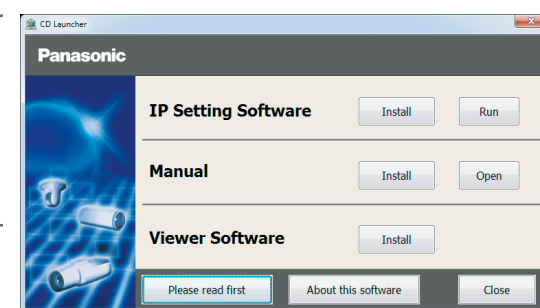 CD Launcher
Panasonic
IP Setting Software Install Run
Manual Install Open
Viewer Software Install
Please read first About this software Close